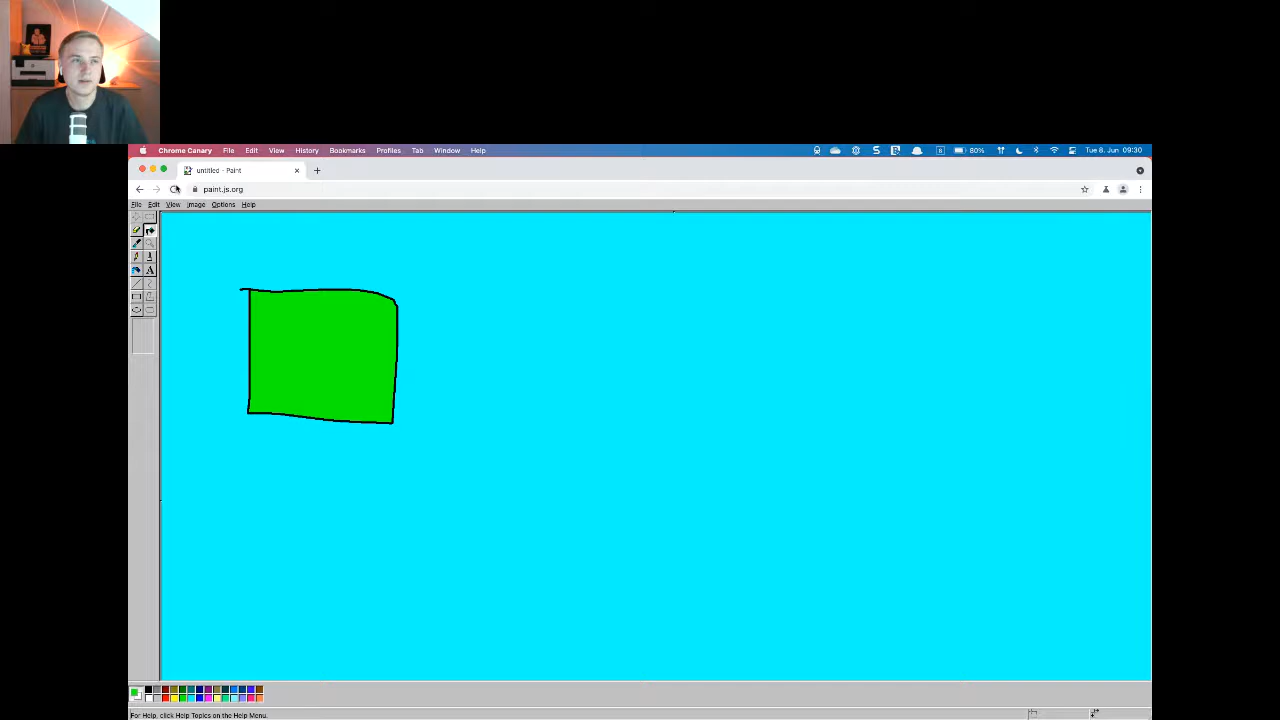 Chrome Canary File Edit View History Bookmarks Profiles Tab Window Help 80% Tue 8. Jun 09:30
untitled - Paint
paint.js.org
File Edit View Image Options Help
A
For Help, click Help Topics on the Help Menu.